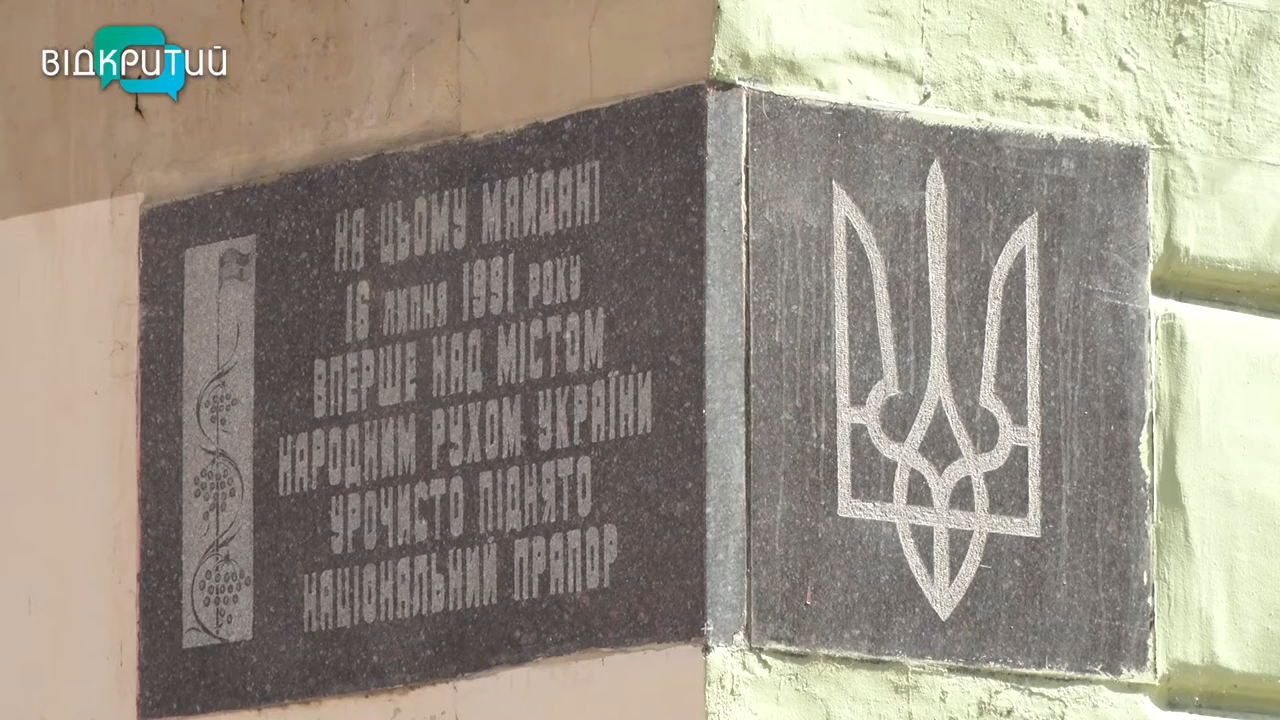 ВІДКРИТИЙ
НА ЦЬОМУ МАЙДАНІ
16 липня 1991 РОКУ
ВПЕРШЕ НАД МІСТОМ
НАРОДНИМ РУХОМ УКРАЇНИ
УРОЧИСТО ПІДНЯТО
НАЦІОНАЛЬНИЙ ПРАПОР